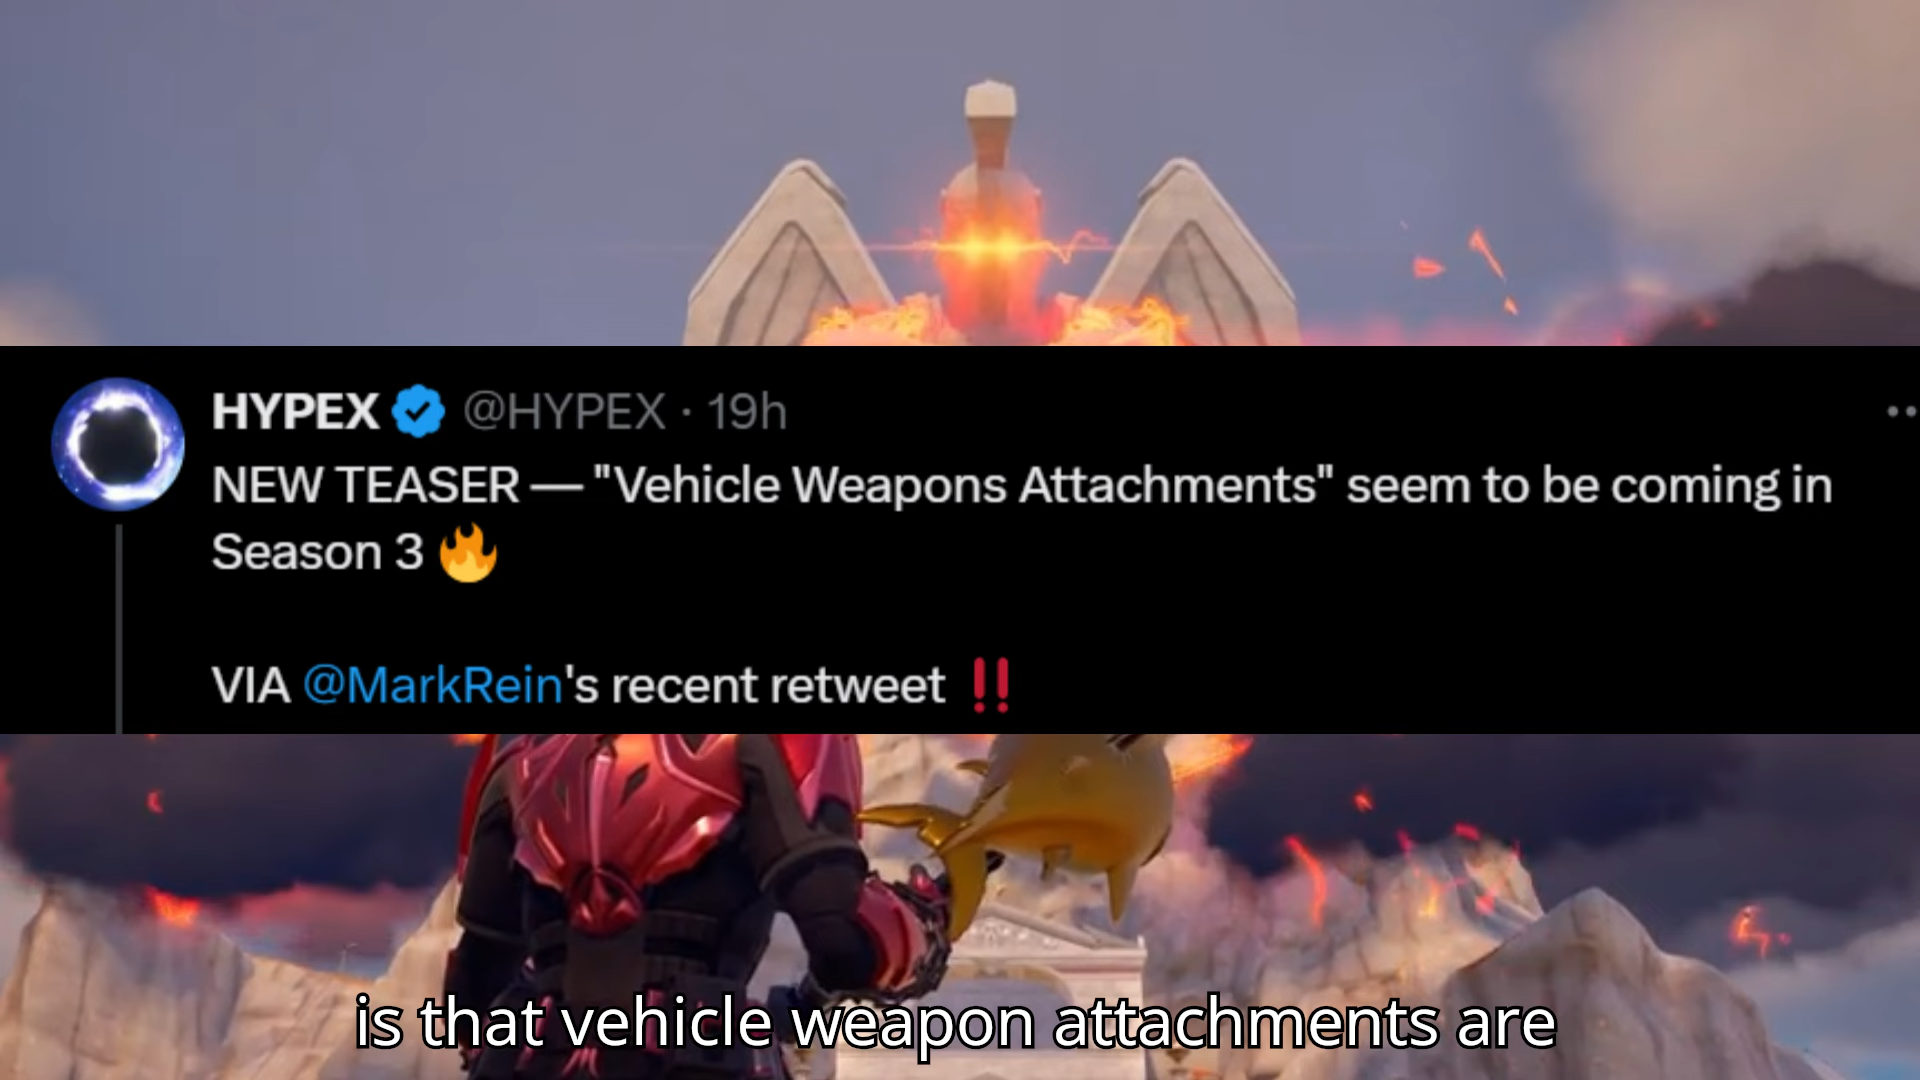 HYPEX @HYPEX · 19h
NEW TEASER — "Vehicle Weapons Attachments" seem to be coming in
Season 3 🔥
VIA @MarkRein's recent retweet ‼️
is that vehicle weapon attachments are